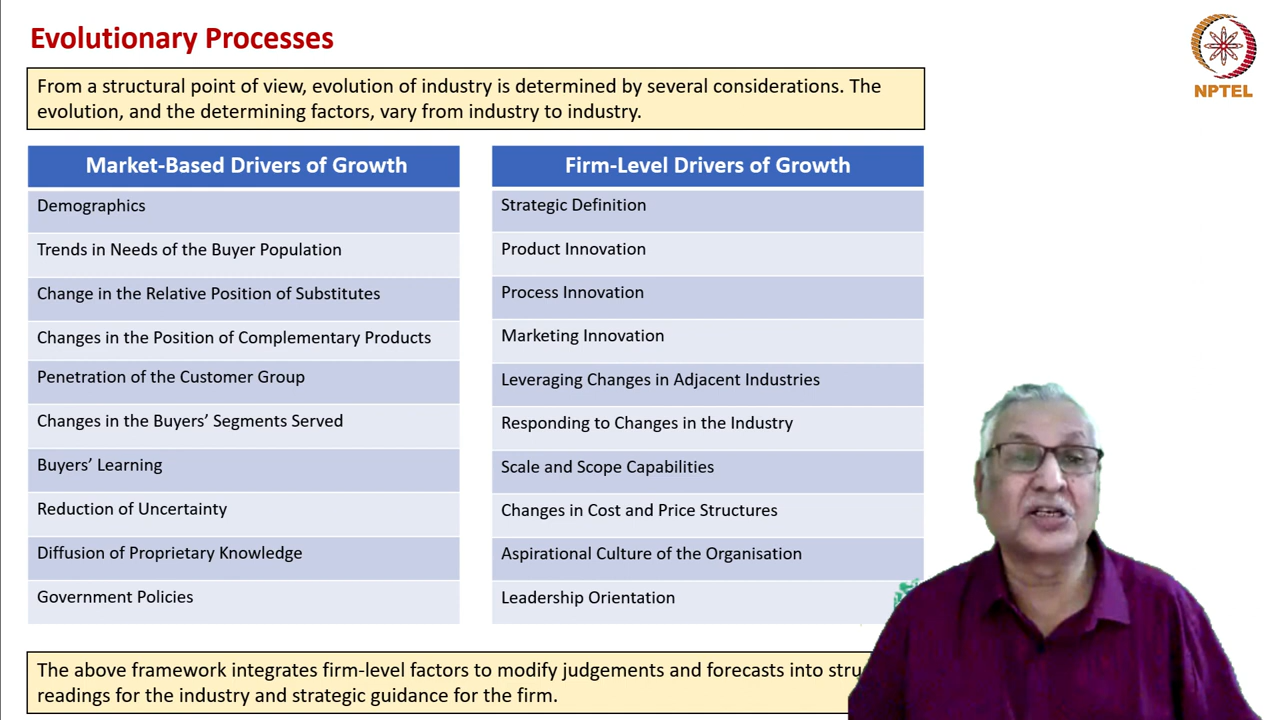 Evolutionary Processes
NPTEL
From a structural point of view, evolution of industry is determined by several considerations. The
evolution, and the determining factors, vary from industry to industry.
Market-Based Drivers of Growth
Demographics
Trends in Needs of the Buyer Population
Change in the Relative Position of Substitutes
Changes in the Position of Complementary Products
Penetration of the Customer Group
Changes in the Buyers’ Segments Served
Buyers’ Learning
Reduction of Uncertainty
Diffusion of Proprietary Knowledge
Government Policies
Firm-Level Drivers of Growth
Strategic Definition
Product Innovation
Process Innovation
Marketing Innovation
Leveraging Changes in Adjacent Industries
Responding to Changes in the Industry
Scale and Scope Capabilities
Changes in Cost and Price Structures
Aspirational Culture of the Organisation
Leadership Orientation
The above framework integrates firm-level factors to modify judgements and forecasts into
readings for the industry and strategic guidance for the firm.